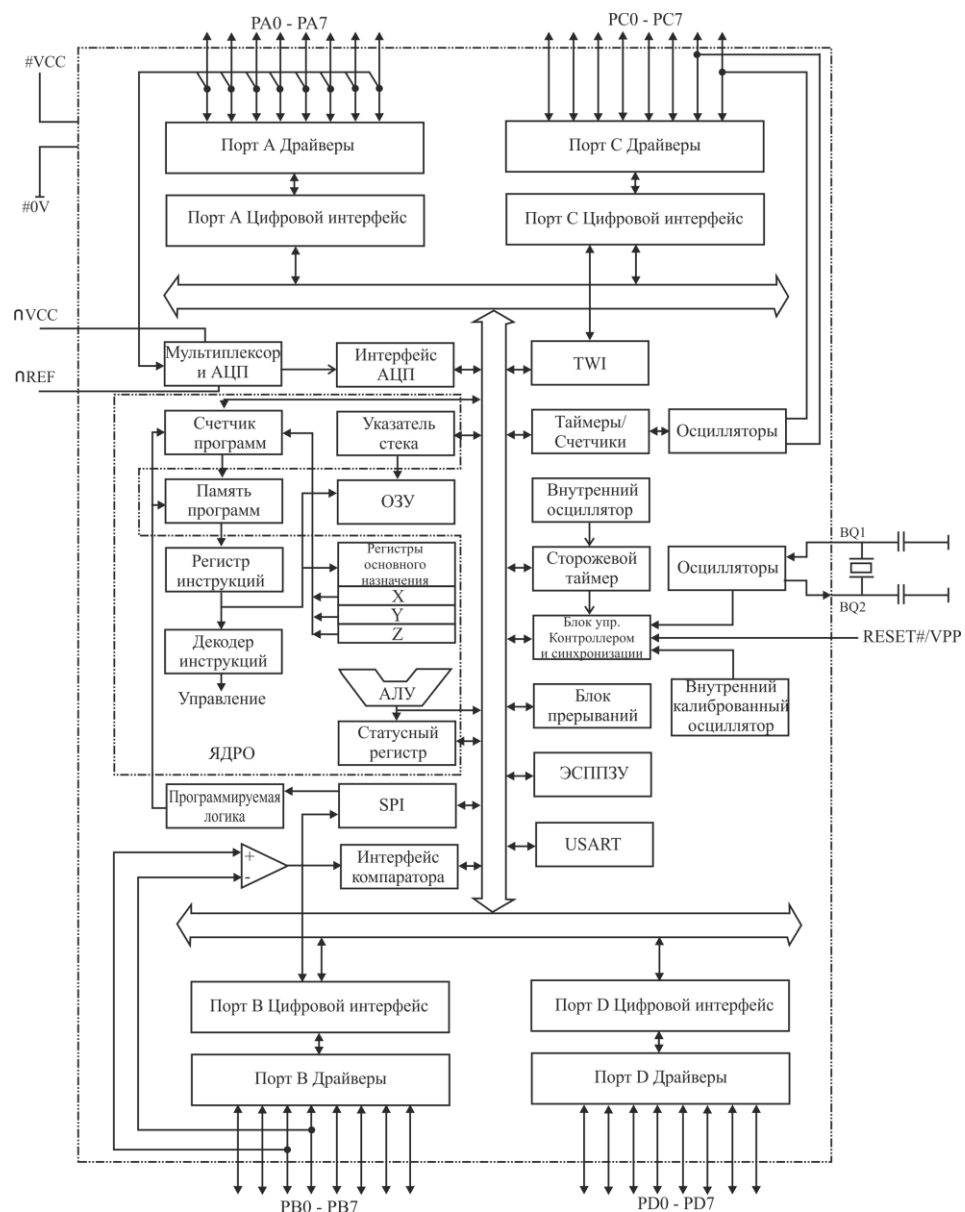 PA0 - PA7
PC0 - PC7
#VCC
Порт А Драйверы
Порт С Драйверы
#0V
Порт А Цифровой интерфейс
Порт С Цифровой интерфейс
∩VCC
Мультиплексор
и АЦП
Интерфейс
АЦП
TWI
∩REF
Счетчик
программ
Указатель
стека
Таймеры/
Счетчики
Осцилляторы
Память
программ
ОЗУ
Внутренний
осциллятор
Регистр
инструкций
Регистры
основного
назначения
X
Y
Z
Сторожевой
таймер
Осцилляторы
BQ1
BQ2
Декодер
инструкций
Блок упр.
Контроллером
и синхронизации
RESET#/VPP
Управление
АЛУ
Блок
прерываний
Внутренний
калиброванный
осциллятор
Статусный
регистр
ЯДРО
ЭСППЗУ
Программируемая
логика
SPI
USART
+
-
Интерфейс
компаратора
Порт В Цифровой интерфейс
Порт D Цифровой интерфейс
Порт В Драйверы
Порт D Драйверы
PB0 - PB7
PD0 - PD7